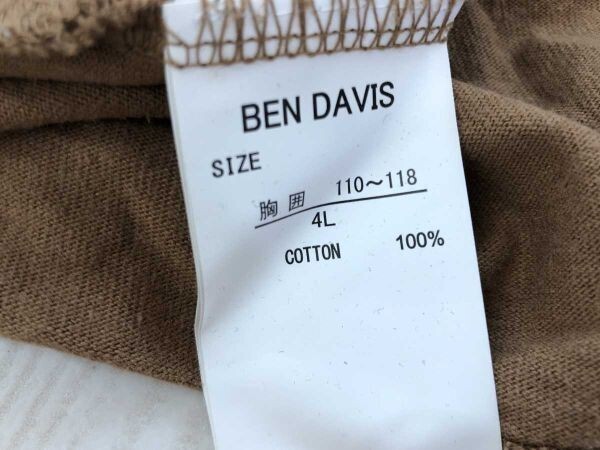 BEN DAVIS
SIZE
胸囲 110～118
4L
COTTON 100%